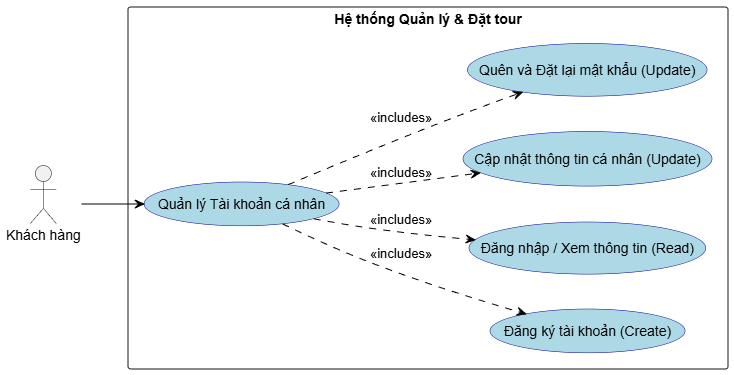 Hệ thống Quản lý & Đặt tour
Quên và Đặt lại mật khẩu (Update)
«includes»
Cập nhật thông tin cá nhân (Update)
«includes»
Quản lý Tài khoản cá nhân
Khách hàng
«includes»
Đăng nhập / Xem thông tin (Read)
«includes»
Đăng ký tài khoản (Create)